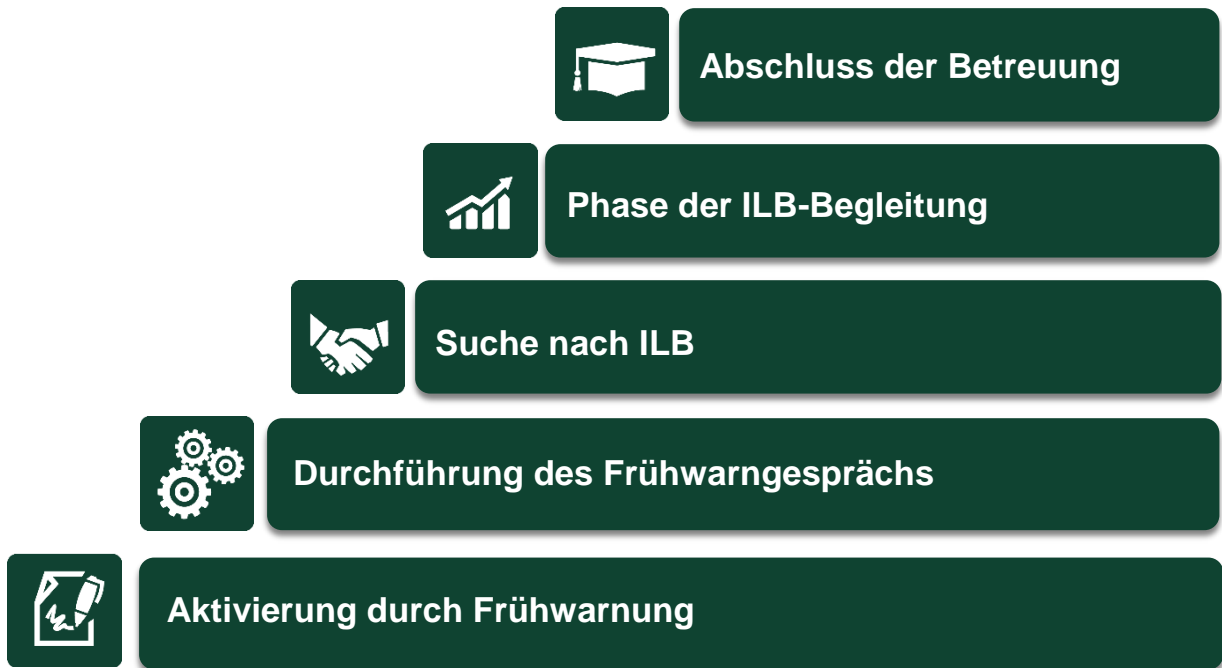 Abschluss der Betreuung
Phase der ILB-Begleitung
Suche nach ILB
Durchführung des Frühwarngesprächs
Aktivierung durch Frühwarnung